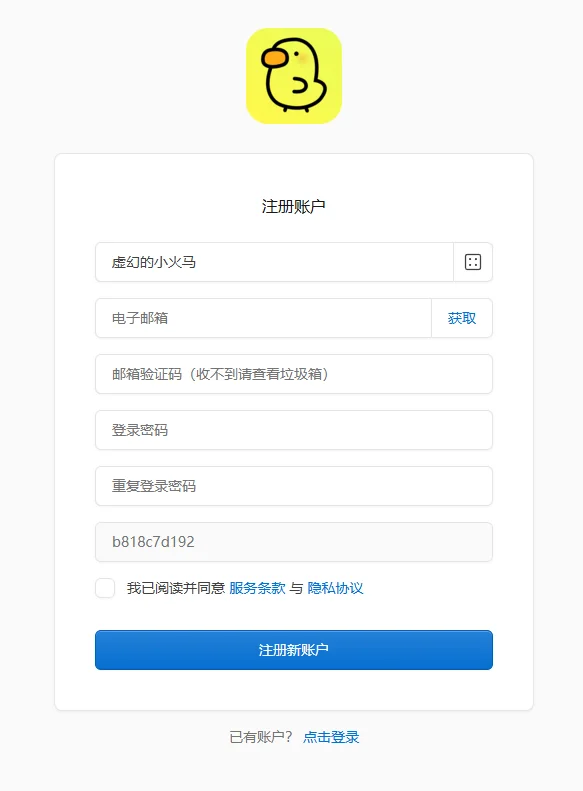 注册账户
虚幻的小火马
电子邮箱 获取
邮箱验证码（收不到请查看垃圾箱）
登录密码
重复登录密码
b818c7d192
我已阅读并同意 服务条款 与 隐私协议
注册新账户
已有账户？ 点击登录